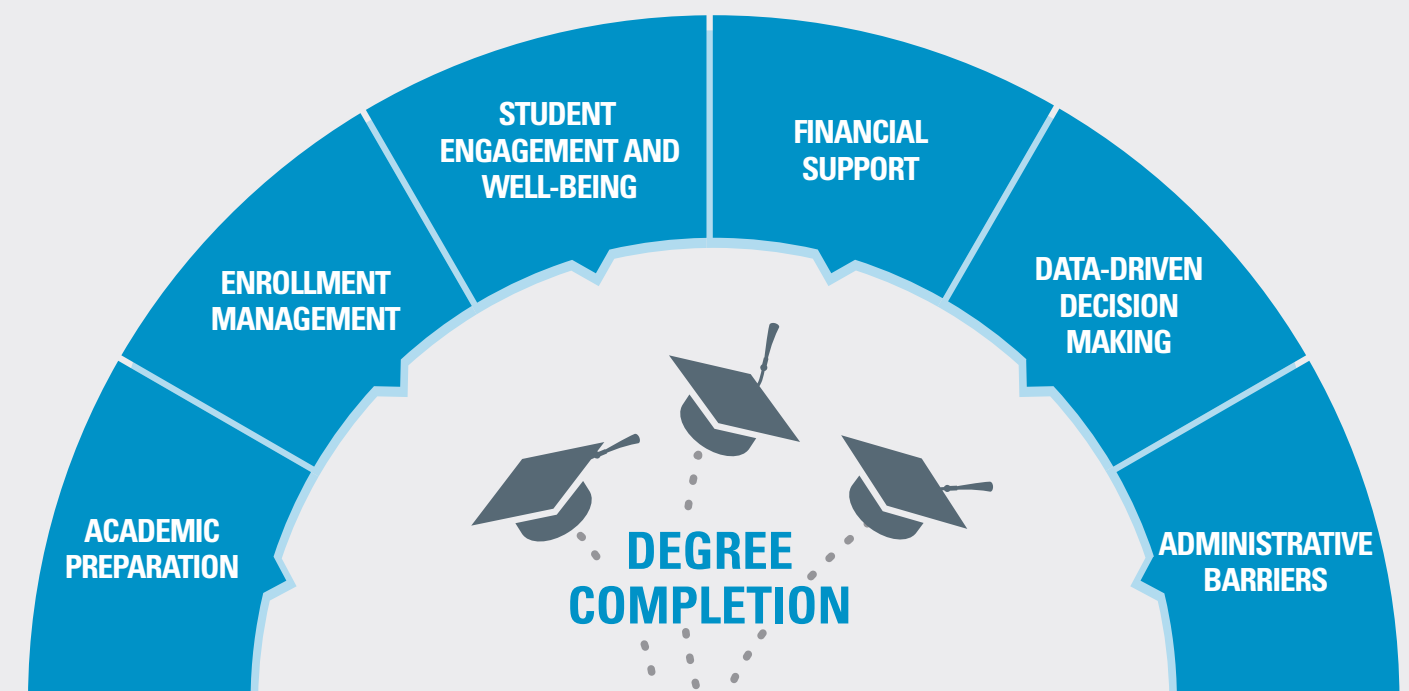 STUDENT
ENGAGEMENT AND
WELL-BEING
FINANCIAL
SUPPORT
ENROLLMENT
MANAGEMENT
DATA-DRIVEN
DECISION
MAKING
ACADEMIC
PREPARATION
DEGREE
COMPLETION
ADMINISTRATIVE
BARRIERS